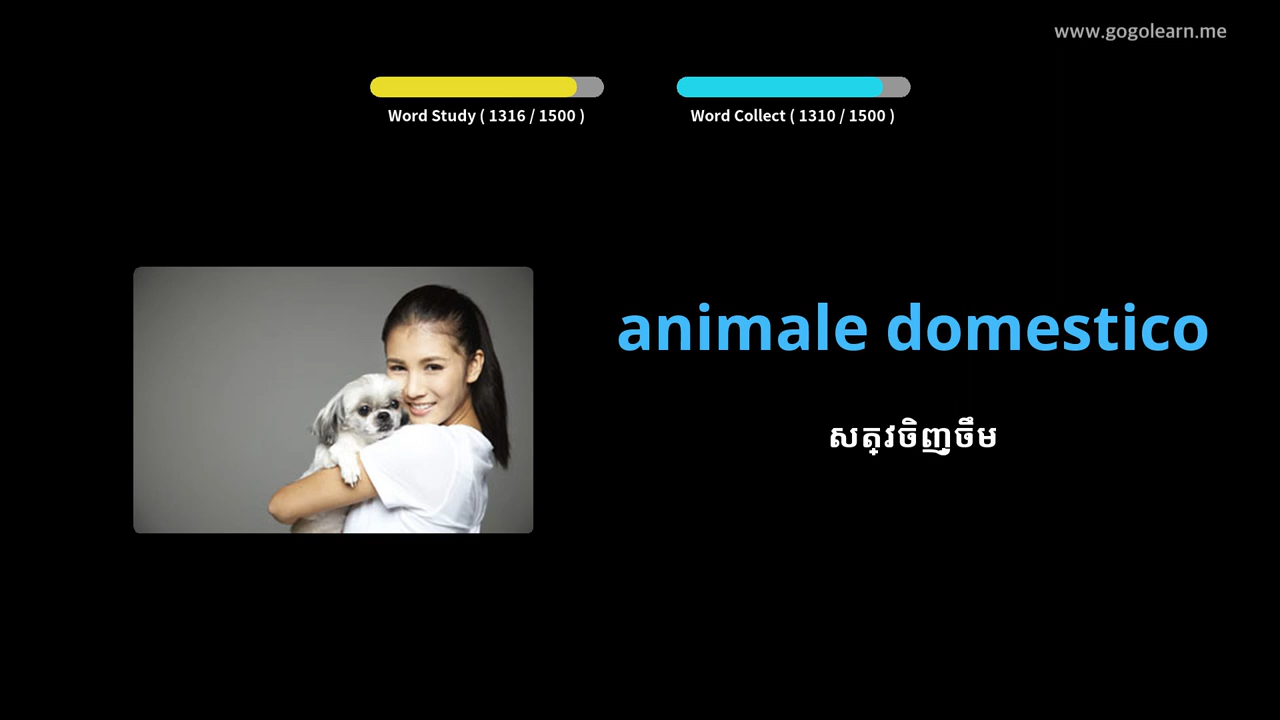 www.gogolearn.me
Word Study ( 1316 / 1500 )
Word Collect ( 1310 / 1500 )
animale domestico
សត្វចិញ្ចឹម